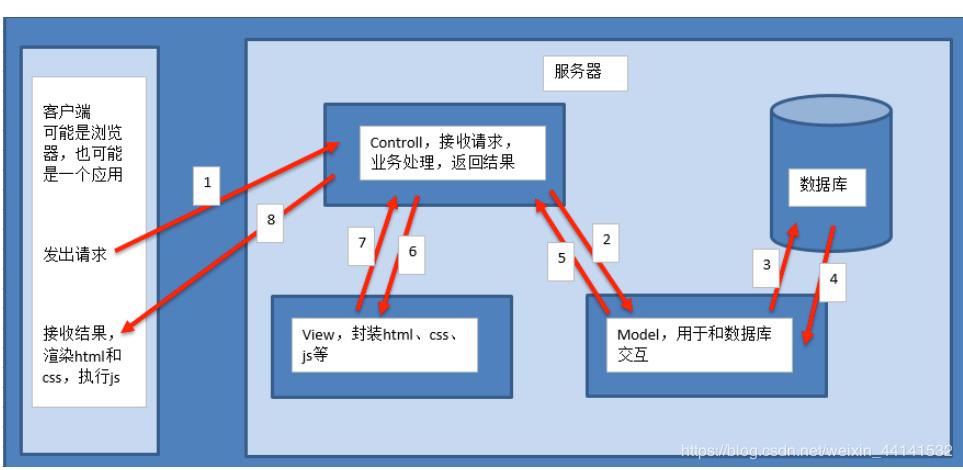 服务器
客户端
可能是浏览
器，也可能
是一个应用
发出请求
接收结果，
渲染html和
css，执行js
Controll，接收请求，
业务处理，返回结果
数据库
1
8
7
6
5
2
3
4
View，封装html、css、
js等
Model，用于和数据库
交互
https://blog.csdn.net/weixin_44141532